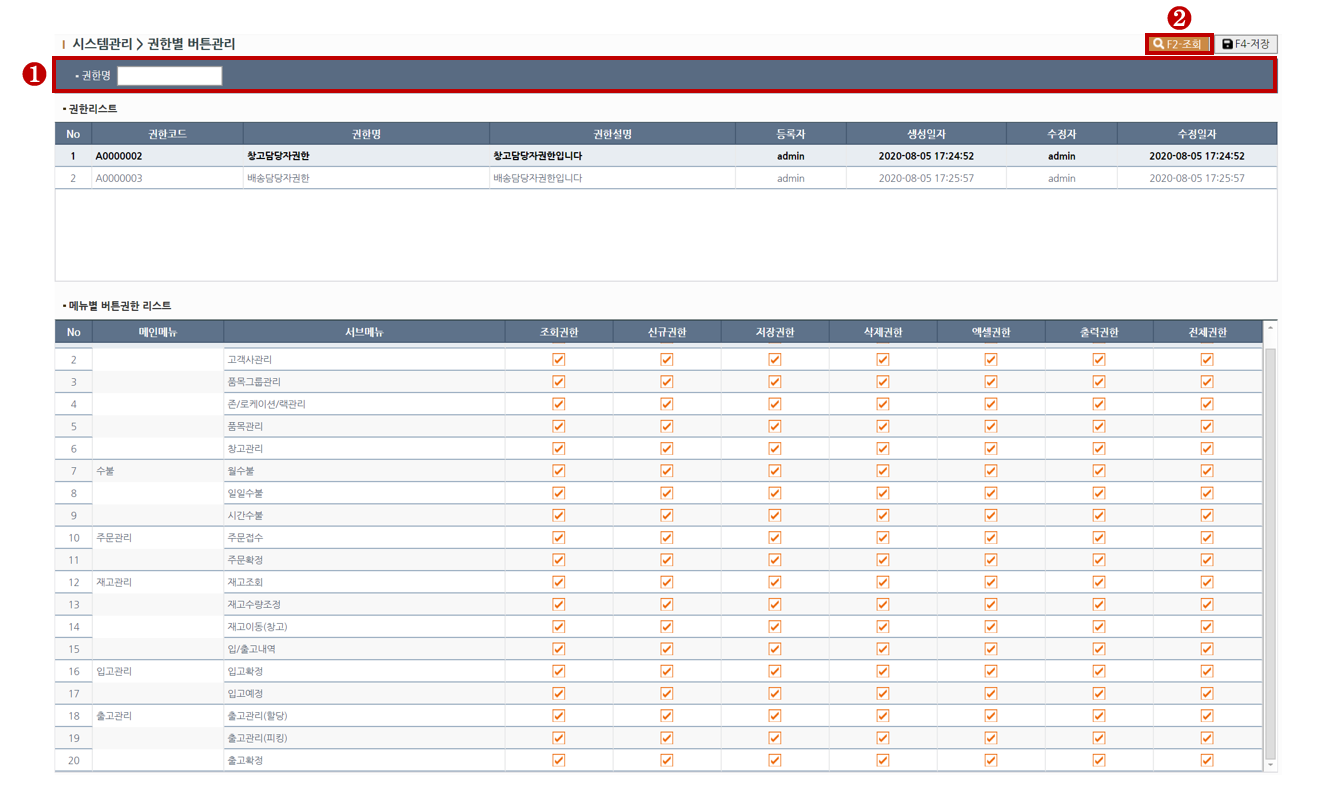 ❷
시스템관리 > 권한별 버튼관리 F2-조회 F4-저장
❶ • 권한명
• 권한리스트
No 권한코드 권한명 권한설명 등록자 생성일자 수정자 수정일자
1 A0000002 창고담당자권한 창고담당자권한입니다 admin 2020-08-05 17:24:52 admin 2020-08-05 17:24:52
2 A0000003 배송담당자권한 배송담당자권한입니다 admin 2020-08-05 17:25:57 admin 2020-08-05 17:25:57
• 메뉴별 버튼권한 리스트
No 메인메뉴 서브메뉴 조회권한 신규권한 저장권한 삭제권한 엑셀권한 출력권한 전체권한
2 고객사관리
3 품목그룹관리
4 존/로케이션/랙관리
5 품목관리
6 창고관리
7 수불 월수불
8 일일수불
9 시간수불
10 주문관리 주문접수
11 주문확정
12 재고관리 재고조회
13 재고수량조정
14 재고이동(창고)
15 입/출고내역
16 입고관리 입고확정
17 입고예정
18 출고관리 출고관리(할당)
19 출고관리(피킹)
20 출고확정